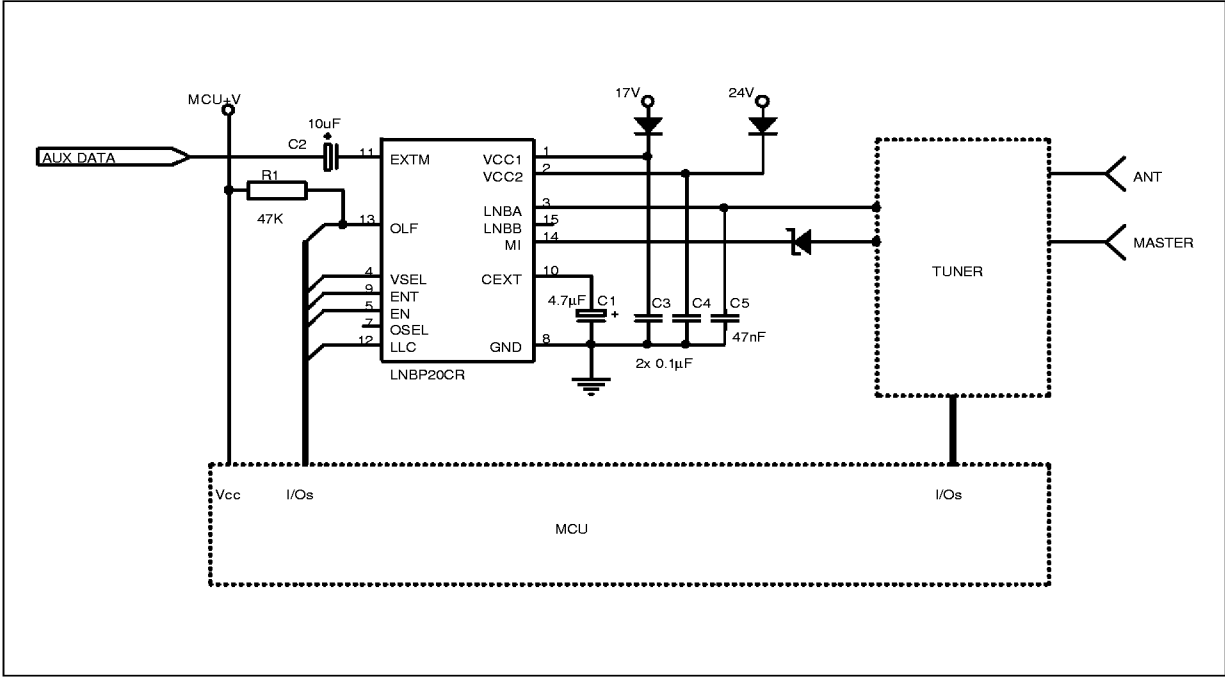 MCU+V
17V
24V
10uF
C2
+
AUX DATA
11
EXTM
VCC1
1
VCC2
2
ANT
R1
47K
13
OLF
LNBA
3
LNBB
15
MI
14
MASTER
TUNER
4
VSEL
CEXT
10
9
ENT
4.7µF
C1
+
C3
C4
C5
5
EN
7
OSEL
47nF
12
LLC
GND
8
2x 0.1µF
LNBP20CR
Vcc
I/Os
I/Os
MCU